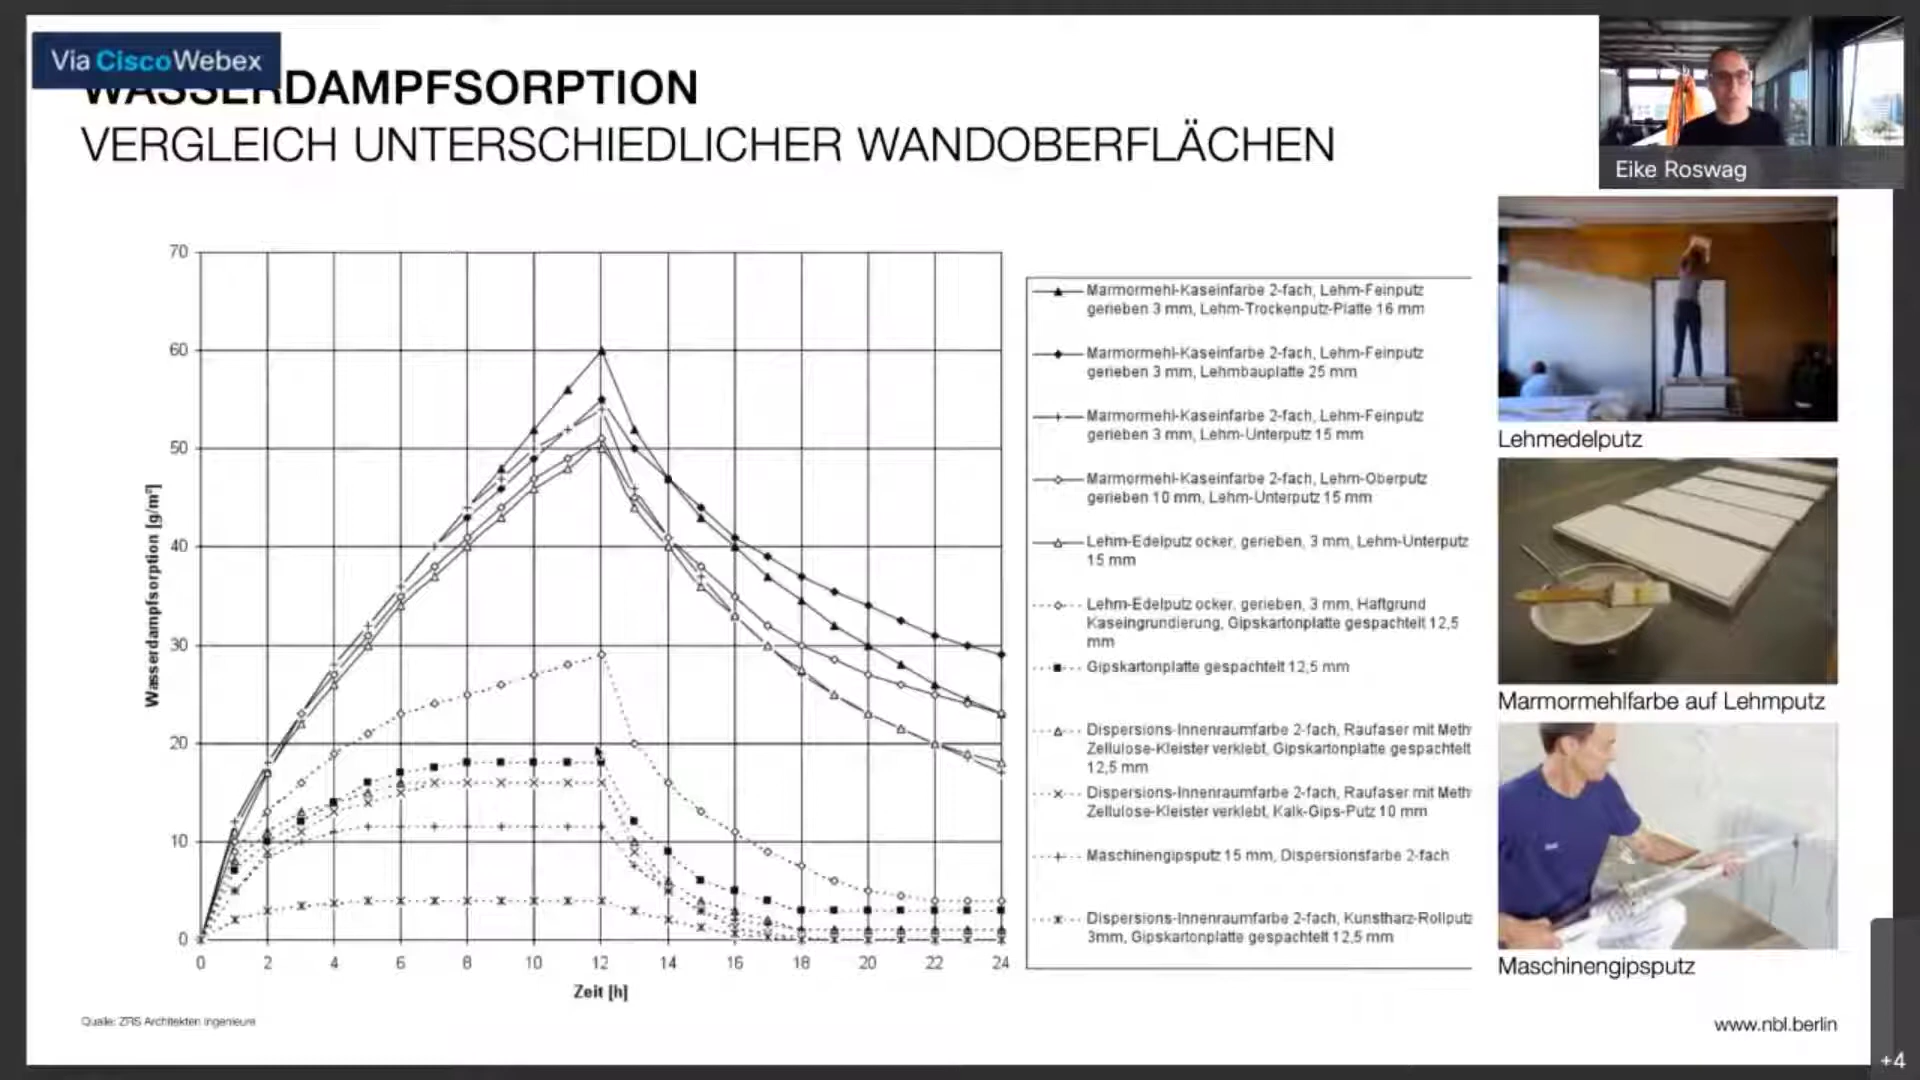 Via CiscoWebex
WASSERDAMPFSORPTION
VERGLEICH UNTERSCHIEDLICHER WANDOBERFLÄCHEN
Eike Roswag
70
60
50
40
30
20
10
0
Wasserdampfsorption [g/m²]
0 2 4 6 8 10 12 14 16 18 20 22 24
Zeit [h]
Marmormehl-Kaseinfarbe 2-fach, Lehm-Feinputz
gerieben 3 mm, Lehm-Trockenputz-Platte 16 mm
Marmormehl-Kaseinfarbe 2-fach, Lehm-Feinputz
gerieben 3 mm, Lehmbauplatte 25 mm
Marmormehl-Kaseinfarbe 2-fach, Lehm-Feinputz
gerieben 3 mm, Lehm-Unterputz 15 mm
Marmormehl-Kaseinfarbe 2-fach, Lehm-Oberputz
gerieben 10 mm, Lehm-Unterputz 15 mm
Lehm-Edelputz ocker, gerieben, 3 mm, Lehm-Unterputz
15 mm
Lehm-Edelputz ocker, gerieben, 3 mm, Haftgrund
Kaseingrundierung, Gipskartonplatte gespachtelt 12,5
mm
Gipskartonplatte gespachtelt 12,5 mm
Dispersions-Innenraumfarbe 2-fach, Raufaser mit Meth
Zellulose-Kleister verklebt, Gipskartonplatte gespachtelt
12,5 mm
Dispersions-Innenraumfarbe 2-fach, Raufaser mit Meth
Zellulose-Kleister verklebt, Kalk-Gips-Putz 10 mm
Maschinengipsputz 15 mm, Dispersionsfarbe 2-fach
Dispersions-Innenraumfarbe 2-fach, Kunstharz-Rollputz
3mm, Gipskartonplatte gespachtelt 12,5 mm
Lehmedelputz
Marmormehlfarbe auf Lehmputz
Maschinengipsputz
Quelle: ZRS Architekten Ingenieure
www.nbl.berlin
+4